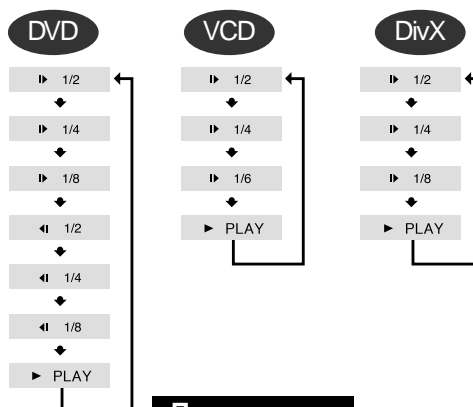 DVD
I▶ 1/2
I▶ 1/4
I▶ 1/8
◀I 1/2
◀I 1/4
◀I 1/8
► PLAY
VCD
I▶ 1/2
I▶ 1/4
I▶ 1/6
► PLAY
DivX
I▶ 1/2
I▶ 1/4
I▶ 1/8
► PLAY